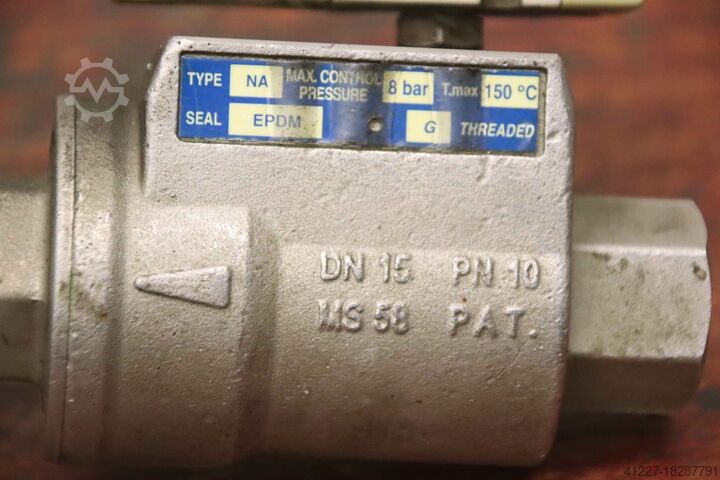 TYPE NA MAX. CONTROL PRESSURE 8 bar T.max 150 °C
SEAL EPDM G THREADED
DN 15 PN 10
MS 58 PAT.
41227-18287791